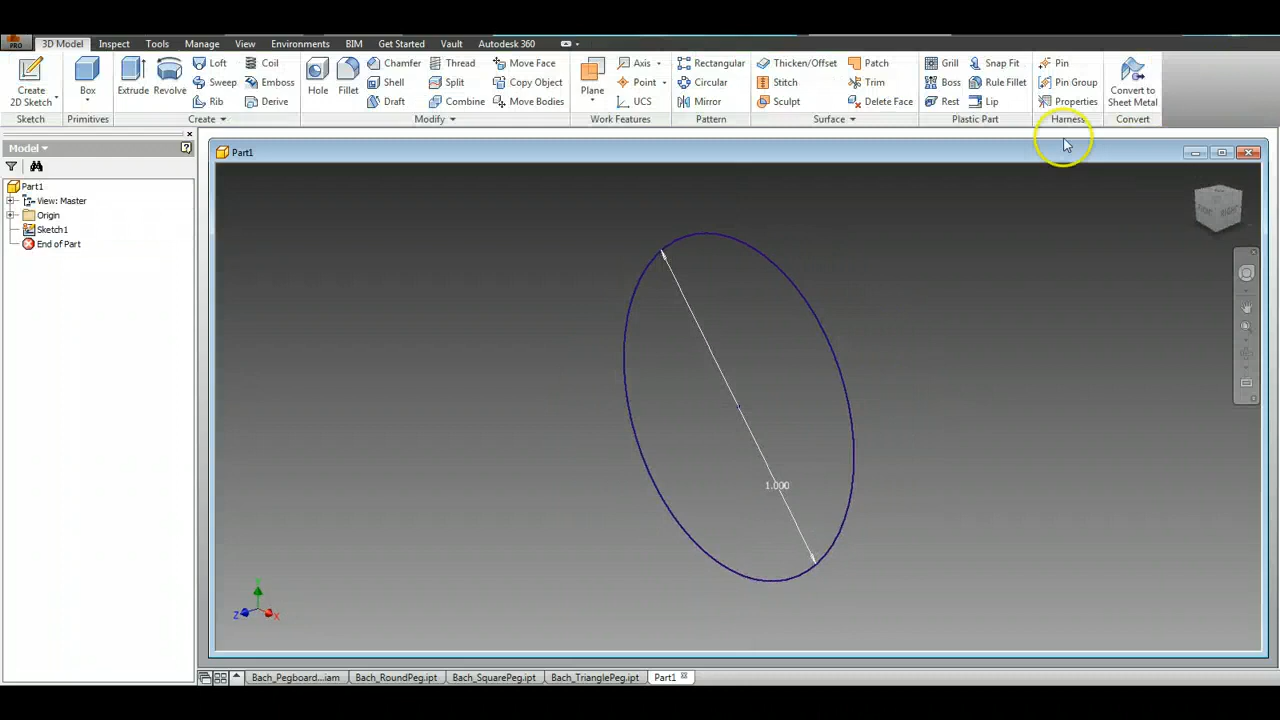 PRO 3D Model Inspect Tools Manage View Environments BIM Get Started Vault Autodesk 360
Create 2D Sketch
Box
Extrude
Revolve
Loft
Sweep
Rib
Coil
Emboss
Derive
Hole
Fillet
Chamfer
Shell
Draft
Thread
Split
Combine
Move Face
Copy Object
Move Bodies
Plane
Axis
Point
UCS
Rectangular
Circular
Mirror
Thicken/Offset
Stitch
Sculpt
Patch
Trim
Delete Face
Grill
Boss
Rest
Snap Fit
Rule Fillet
Lip
Pin
Pin Group
Properties
Convert to Sheet Metal
Sketch Primitives Create Modify Work Features Pattern Surface Plastic Part Harness Convert
Model
Part1
View: Master
Origin
Sketch1
End of Part
Part1
1.000
Y
Z
X
Bach_Pegboard...iam Bach_RoundPeg.ipt Bach_SquarePeg.ipt Bach_TrianglePeg.ipt Part1